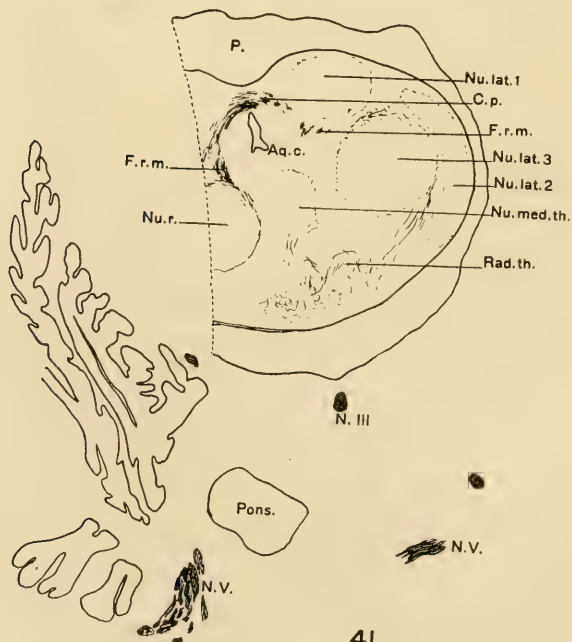 P.
Nu.lat.1
C.p.
F.r.m.
Aq.c.
Nu.lat.3
F.r.m.
Nu.lat.2
Nu.med.th.
Nu.r.
Rad.th.
N.III
Pons.
N.V.
N.V.
41